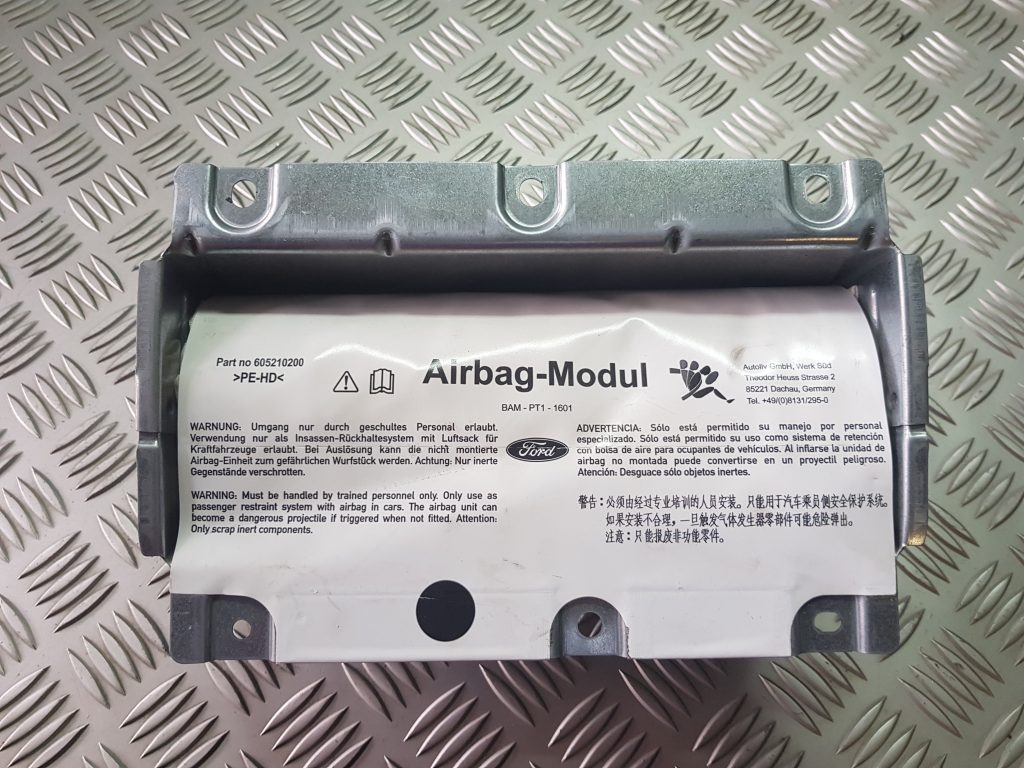 Part no 605210200
>PE-HD<
Airbag-Modul
BAM - PT1 - 1601
Autoliv GmbH, Werk Süd
Theodor Heuss Strasse 2
85221 Dachau, Germany
Tel. +49/(0)8131/295-0
WARNUNG: Umgang nur durch geschultes Personal erlaubt.
Verwendung nur als Insassen-Rückhaltesystem mit Luftsack für
Kraftfahrzeuge erlaubt. Bei Auslösung kann die nicht montierte
Airbag-Einheit zum gefährlichen Wurfstück werden. Achtung: Nur inerte
Gegenstände verschrotten.
WARNING: Must be handled by trained personnel only. Only use as
passenger restraint system with airbag in cars. The airbag unit can
become a dangerous projectile if triggered when not fitted. Attention:
Only scrap inert components.
Ford
ADVERTENCIA: Sólo está permitido su manejo por personal
especializado. Sólo está permitido su uso como sistema de retención
con bolsa de aire para ocupantes de vehículos. Al inflarse la unidad de
airbag no montada puede convertirse en un proyectil peligroso.
Atención: Desguace sólo objetos inertes.
警告：必须由经过专业培训的人员安装。只能用于汽车乘员侧安全保护系统。
如果安装不合理，一旦触发气体发生器零部件可能危险弹出。
注意：只能报废非功能零件。